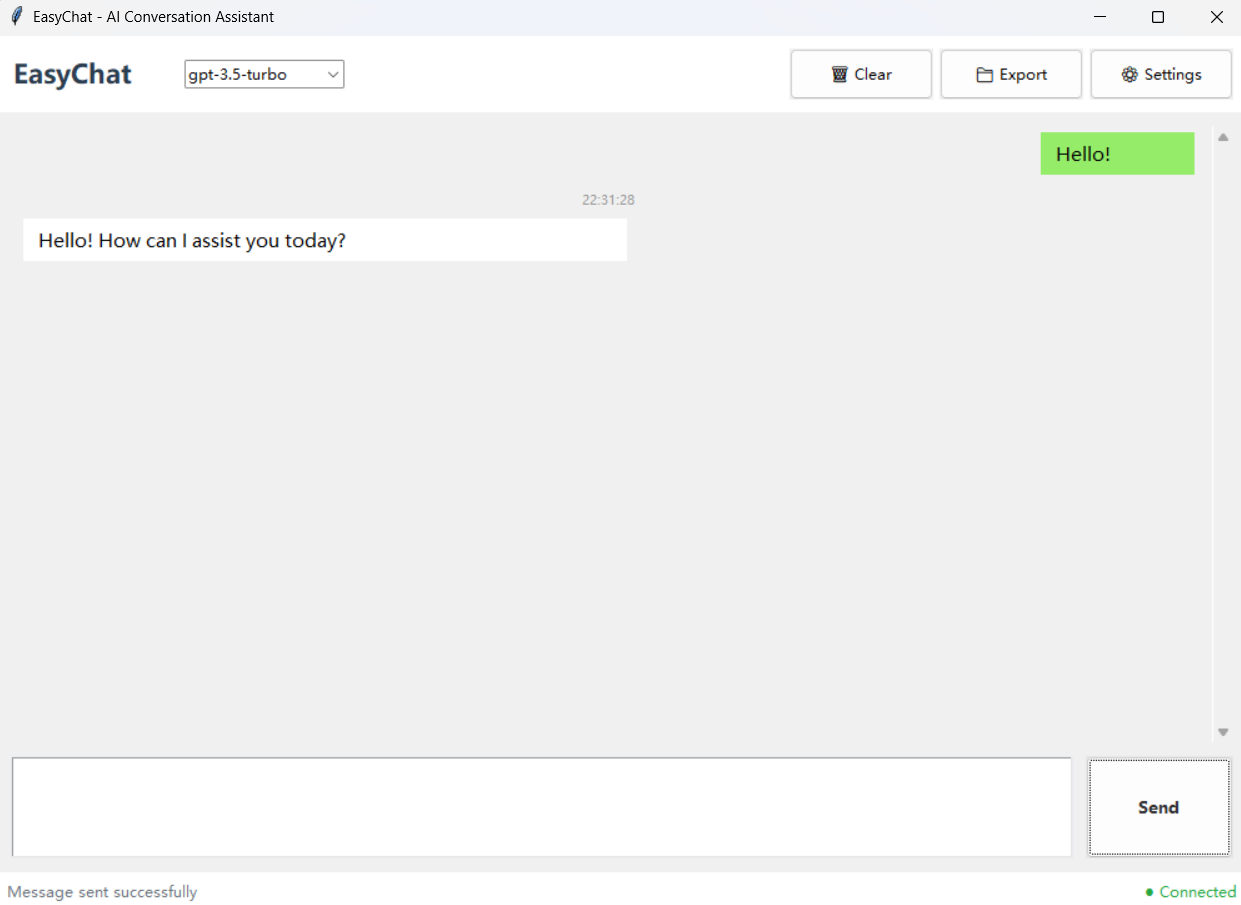 EasyChat - AI Conversation Assistant
EasyChat
gpt-3.5-turbo
Clear
Export
Settings
Hello!
22:31:28
Hello! How can I assist you today?
Send
Message sent successfully
Connected